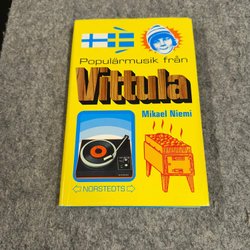 Populärmusik från
Vittula
Mikael Niemi
NORSTEDTS